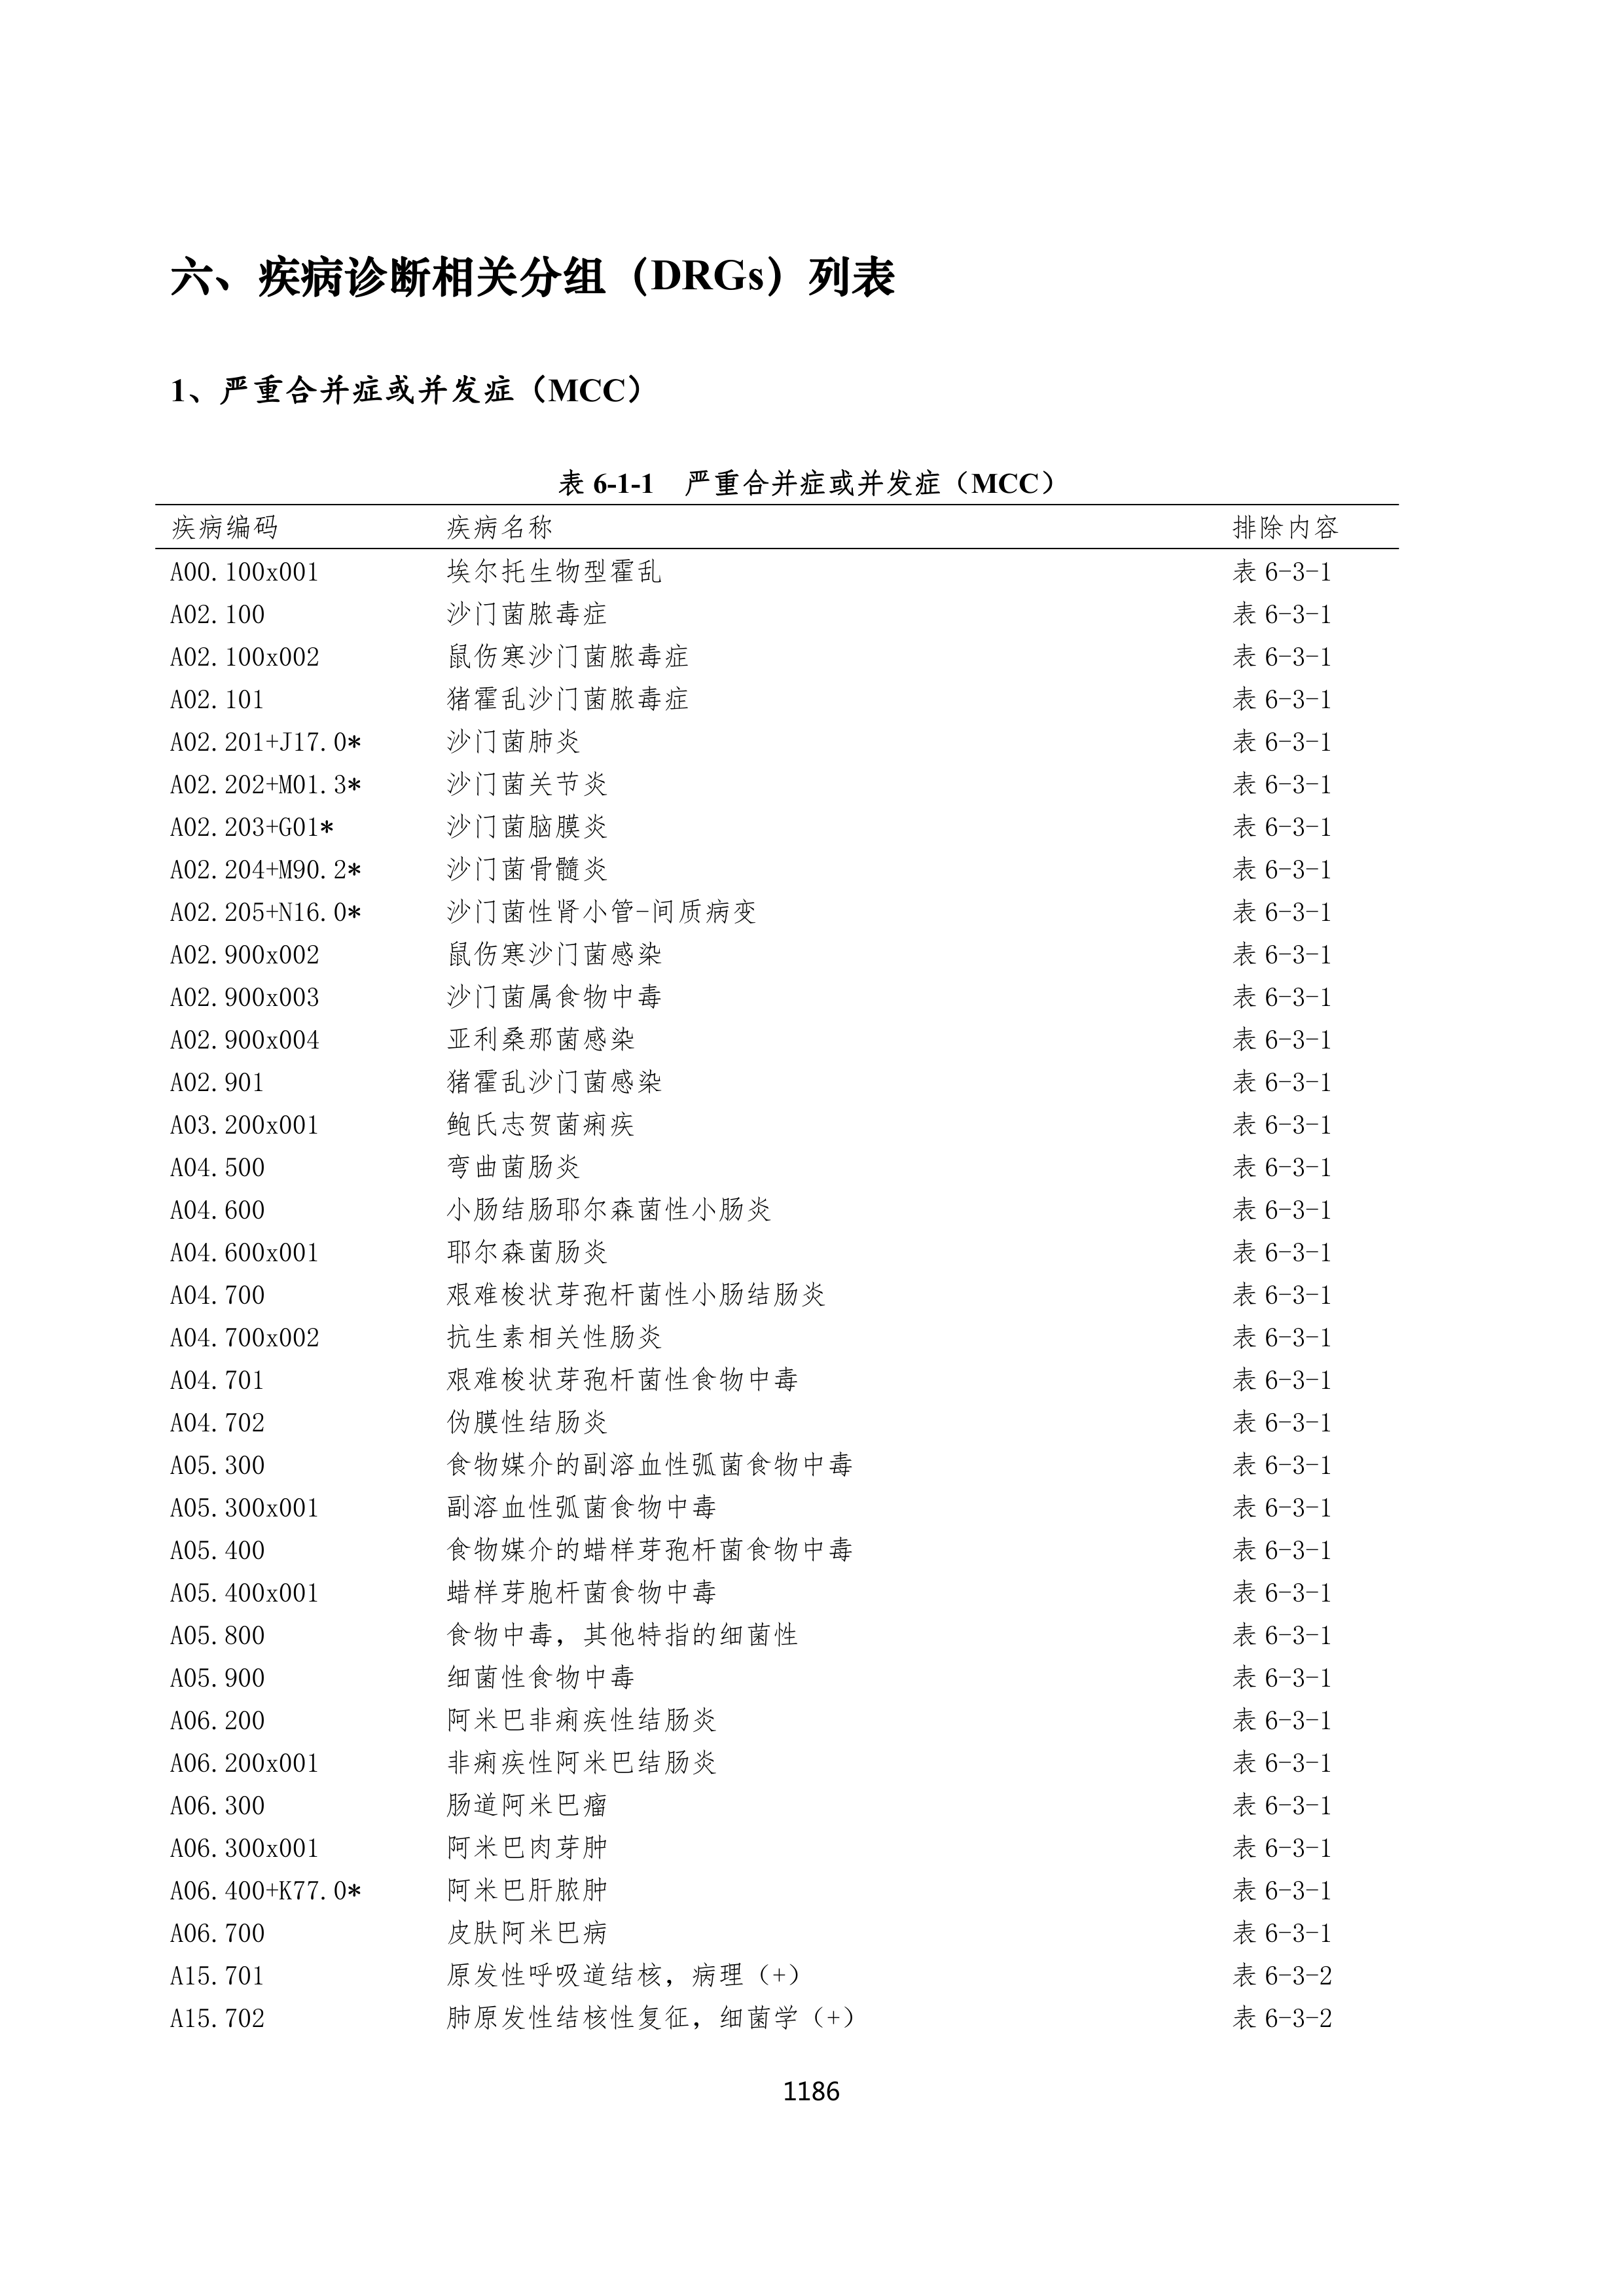 六、疾病诊断相关分组（DRGs）列表
1、严重合并症或并发症（MCC）
表 6-1-1 严重合并症或并发症（MCC）
疾病编码 疾病名称 排除内容
A00.100x001 埃尔托生物型霍乱 表 6-3-1
A02.100 沙门菌脓毒症 表 6-3-1
A02.100x002 鼠伤寒沙门菌脓毒症 表 6-3-1
A02.101 猪霍乱沙门菌脓毒症 表 6-3-1
A02.201+J17.0* 沙门菌肺炎 表 6-3-1
A02.202+M01.3* 沙门菌关节炎 表 6-3-1
A02.203+G01* 沙门菌脑膜炎 表 6-3-1
A02.204+M90.2* 沙门菌骨髓炎 表 6-3-1
A02.205+N16.0* 沙门菌性肾小管-间质病变 表 6-3-1
A02.900x002 鼠伤寒沙门菌感染 表 6-3-1
A02.900x003 沙门菌属食物中毒 表 6-3-1
A02.900x004 亚利桑那菌感染 表 6-3-1
A02.901 猪霍乱沙门菌感染 表 6-3-1
A03.200x001 鲍氏志贺菌痢疾 表 6-3-1
A04.500 弯曲菌肠炎 表 6-3-1
A04.600 小肠结肠耶尔森菌性小肠炎 表 6-3-1
A04.600x001 耶尔森菌肠炎 表 6-3-1
A04.700 艰难梭状芽孢杆菌性小肠结肠炎 表 6-3-1
A04.700x002 抗生素相关性肠炎 表 6-3-1
A04.701 艰难梭状芽孢杆菌性食物中毒 表 6-3-1
A04.702 伪膜性结肠炎 表 6-3-1
A05.300 食物媒介的副溶血性弧菌食物中毒 表 6-3-1
A05.300x001 副溶血性弧菌食物中毒 表 6-3-1
A05.400 食物媒介的蜡样芽孢杆菌食物中毒 表 6-3-1
A05.400x001 蜡样芽胞杆菌食物中毒 表 6-3-1
A05.800 食物中毒，其他特指的细菌性 表 6-3-1
A05.900 细菌性食物中毒 表 6-3-1
A06.200 阿米巴非痢疾性结肠炎 表 6-3-1
A06.200x001 非痢疾性阿米巴结肠炎 表 6-3-1
A06.300 肠道阿米巴瘤 表 6-3-1
A06.300x001 阿米巴肉芽肿 表 6-3-1
A06.400+K77.0* 阿米巴肝脓肿 表 6-3-1
A06.700 皮肤阿米巴病 表 6-3-1
A15.701 原发性呼吸道结核，病理（+） 表 6-3-2
A15.702 肺原发性结核性复征，细菌学（+） 表 6-3-2
1186